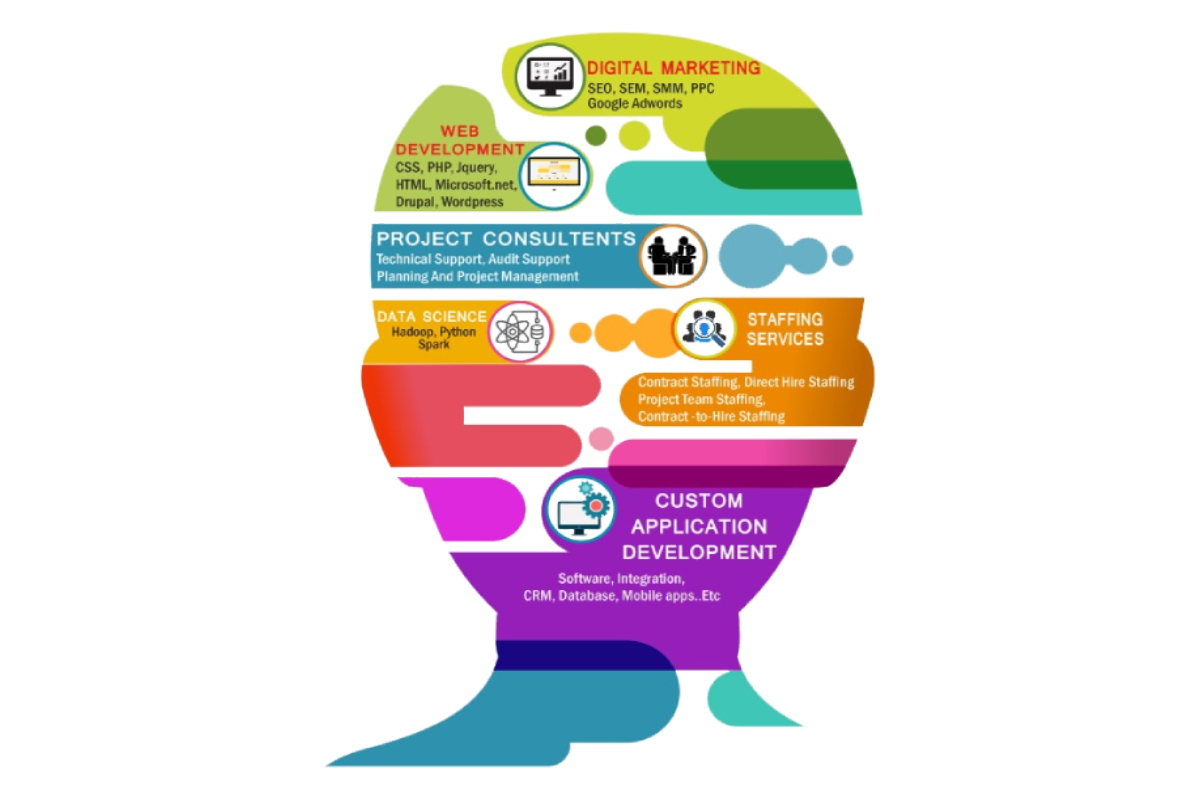 DIGITAL MARKETING
SEO, SEM, SMM, PPC
Google Adwords
WEB
DEVELOPMENT
CSS, PHP, Jquery,
HTML, Microsoft.net,
Drupal, Wordpress
PROJECT CONSULTENTS
Technical Support, Audit Support
Planning And Project Management
DATA SCIENCE
Hadoop, Python
Spark
STAFFING
SERVICES
Contract Staffing, Direct Hire Staffing
Project Team Staffing,
Contract -to-Hire Staffing
CUSTOM
APPLICATION
DEVELOPMENT
Software, Integration,
CRM, Database, Mobile apps..Etc